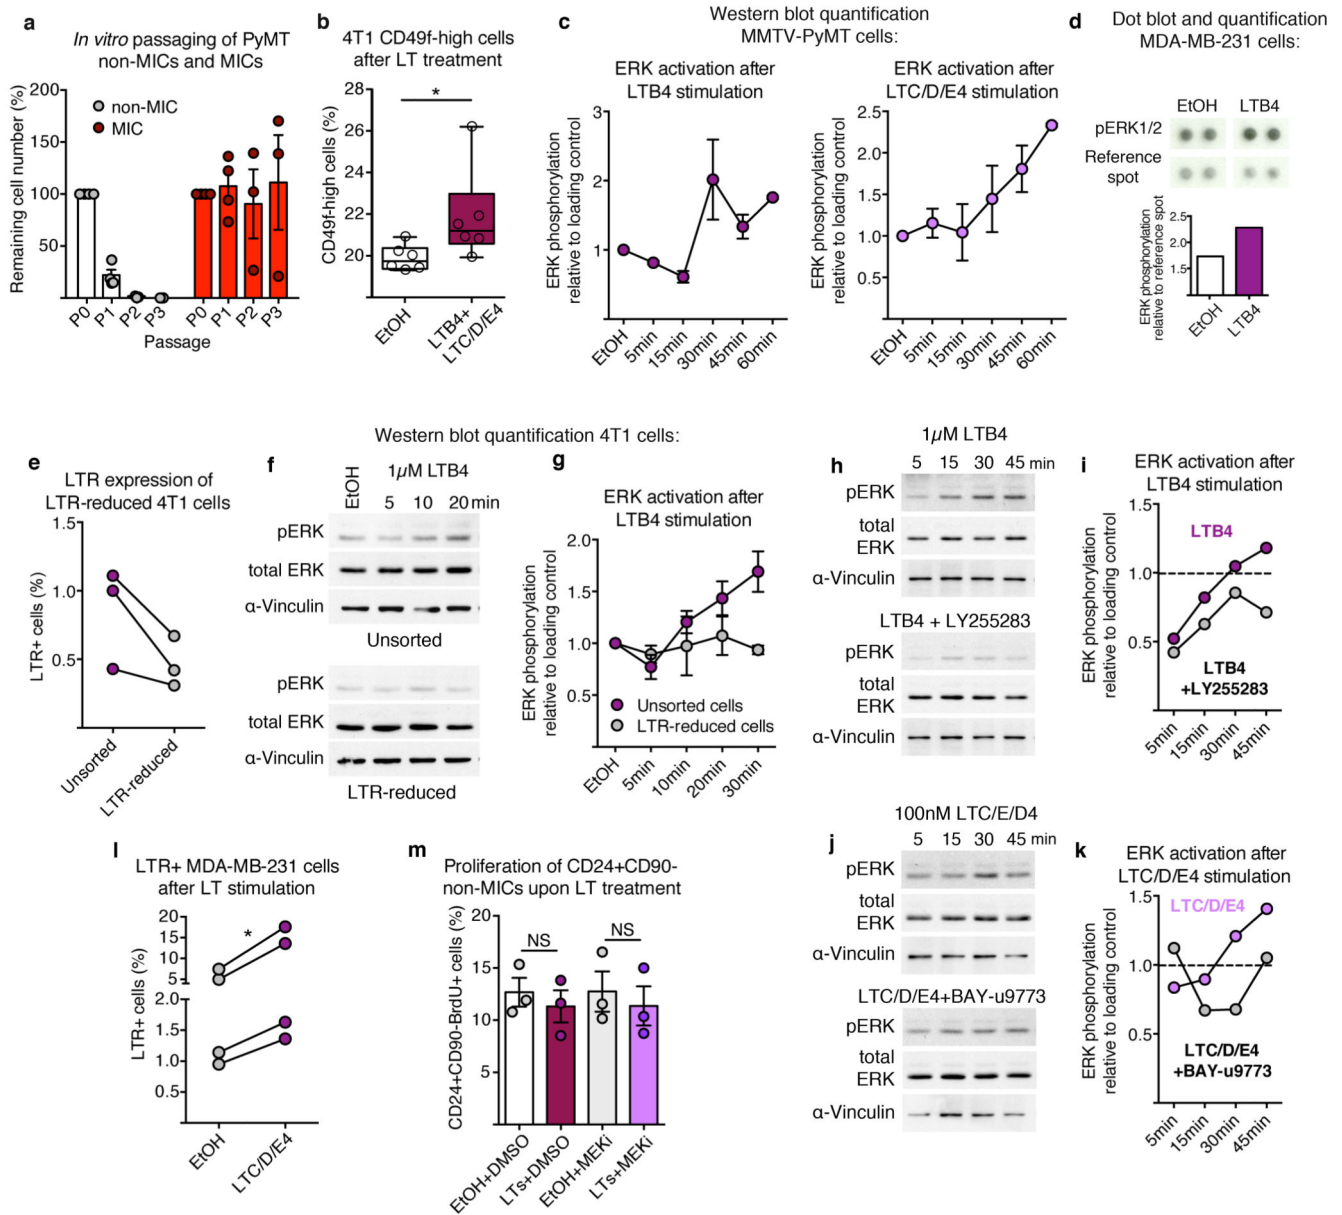 a
In vitro passaging of PyMT
non-MICs and MICs
Remaining cell number (%)
200
150
100
50
non-MIC
MIC
P0
P1
P2
P3
P0
P1
P2
P3
Passage
b
4T1 CD49f-high cells
after LT treatment
CD49f-high cells (%)
28
26
24
22
20
*
EtOH
LTB4+
LTC/D/E4
Western blot quantification
MMTV-PyMT cells:
c
ERK activation after
LTB4 stimulation
ERK phosphorylation
relative to loading control
3
2
1
EtOH
5min
15min
30min
45min
60min
ERK activation after
LTC/D/E4 stimulation
ERK phosphorylation
relative to loading control
2.5
2.0
1.5
1.0
0.5
EtOH
5min
15min
30min
45min
60min
d
Dot blot and quantification
MDA-MB-231 cells:
EtOH LTB4
pERK1/2
Reference
spot
ERK phosphorylation
relative to reference spot
2.5
2.0
1.5
EtOH
LTB4
Western blot quantification 4T1 cells:
e
LTR expression of
LTR-reduced 4T1 cells
LTR+ cells (%)
1.5
1.0
0.5
Unsorted
LTR-reduced
f
EtOH
1µM LTB4
5 10 20 min
pERK
total ERK
α-Vinculin
Unsorted
pERK
total ERK
α-Vinculin
LTR-reduced
g
ERK activation after
LTB4 stimulation
ERK phosphorylation
relative to loading control
2.0
1.5
1.0
0.5
Unsorted cells
LTR-reduced cells
EtOH
5min
10min
20min
30min
h
1µM LTB4
5 15 30 45 min
pERK
total
ERK
α-Vinculin
LTB4 + LY255283
pERK
total
ERK
α-Vinculin
i
ERK activation after
LTB4 stimulation
ERK phosphorylation
relative to loading control
1.5
1.0
0.5
LTB4
LTB4
+LY255283
5min
15min
30min
45min
l
LTR+ MDA-MB-231 cells
after LT stimulation
LTR+ cells (%)
20
15
10
5
2.0
1.5
1.0
0.5
*
EtOH
LTC/D/E4
m
Proliferation of CD24+CD90-
non-MICs upon LT treatment
CD24+CD90-BrdU+ cells (%)
20
15
10
5
NS
NS
EtOH+DMSO
LTs+DMSO
EtOH+MEKi
LTs+MEKi
j
100nM LTC/E/D4
5 15 30 45 min
pERK
total
ERK
α-Vinculin
LTC/D/E4+BAY-u9773
pERK
total
ERK
α-Vinculin
k
ERK activation after
LTC/D/E4 stimulation
ERK phosphorylation
relative to loading control
1.5
1.0
0.5
LTC/D/E4
LTC/D/E4
+BAY-u9773
5min
15min
30min
45min